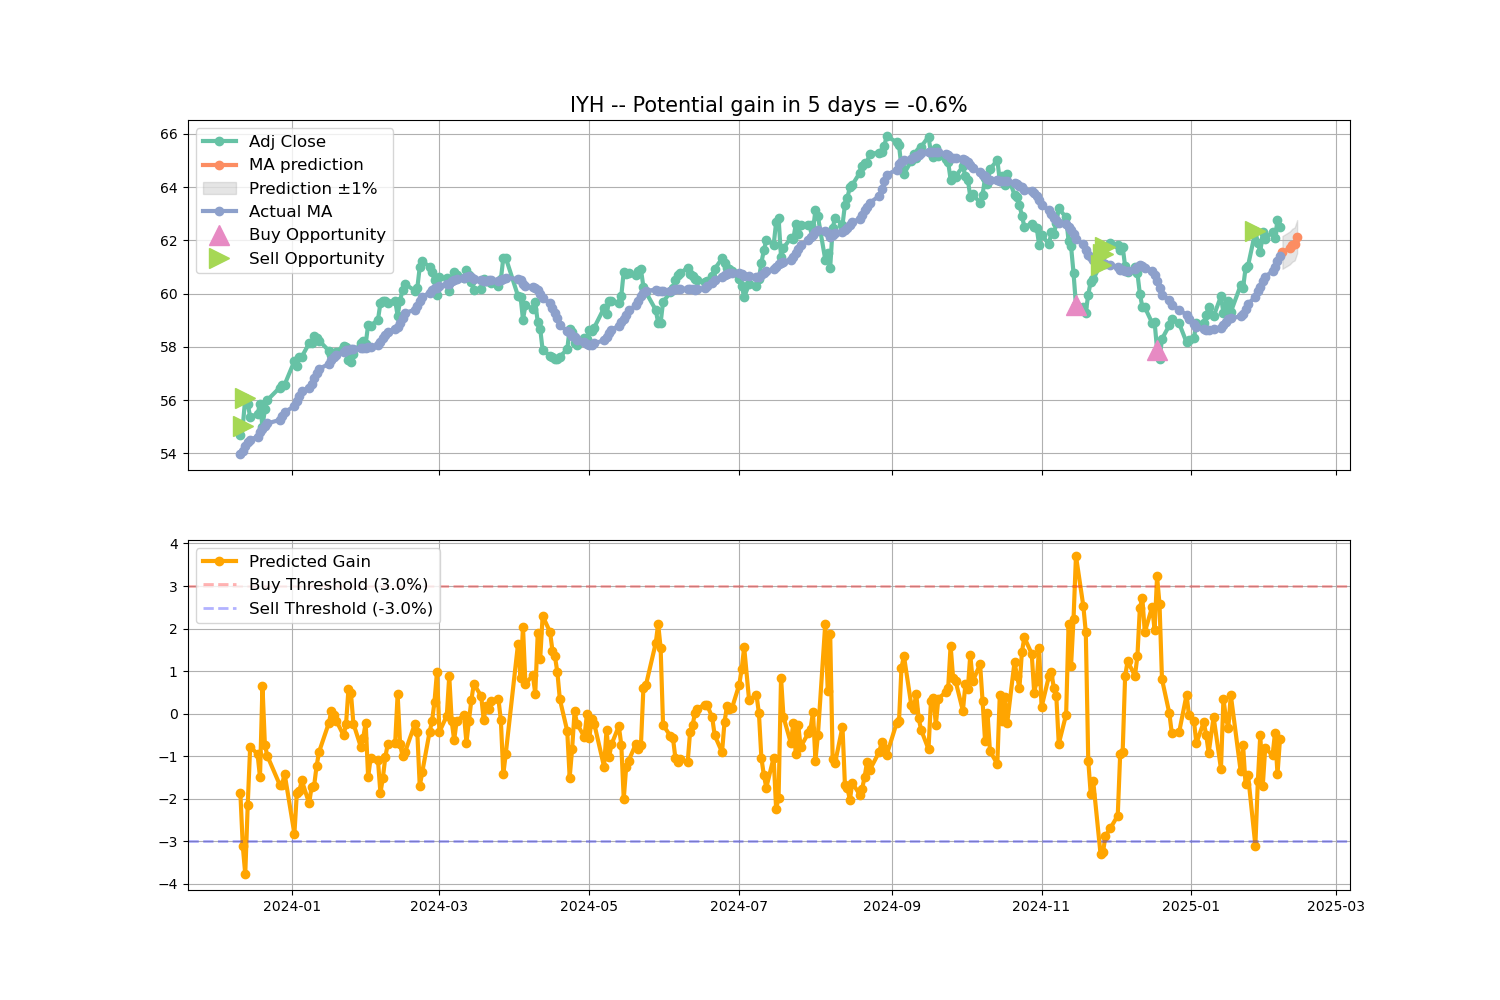 IYH -- Potential gain in 5 days = -0.6%
66
64
62
60
58
56
54
Adj Close
MA prediction
Prediction ±1%
Actual MA
Buy Opportunity
Sell Opportunity
4
3
2
1
0
−1
−2
−3
−4
Predicted Gain
Buy Threshold (3.0%)
Sell Threshold (-3.0%)
2024-01 2024-03 2024-05 2024-07 2024-09 2024-11 2025-01 2025-03